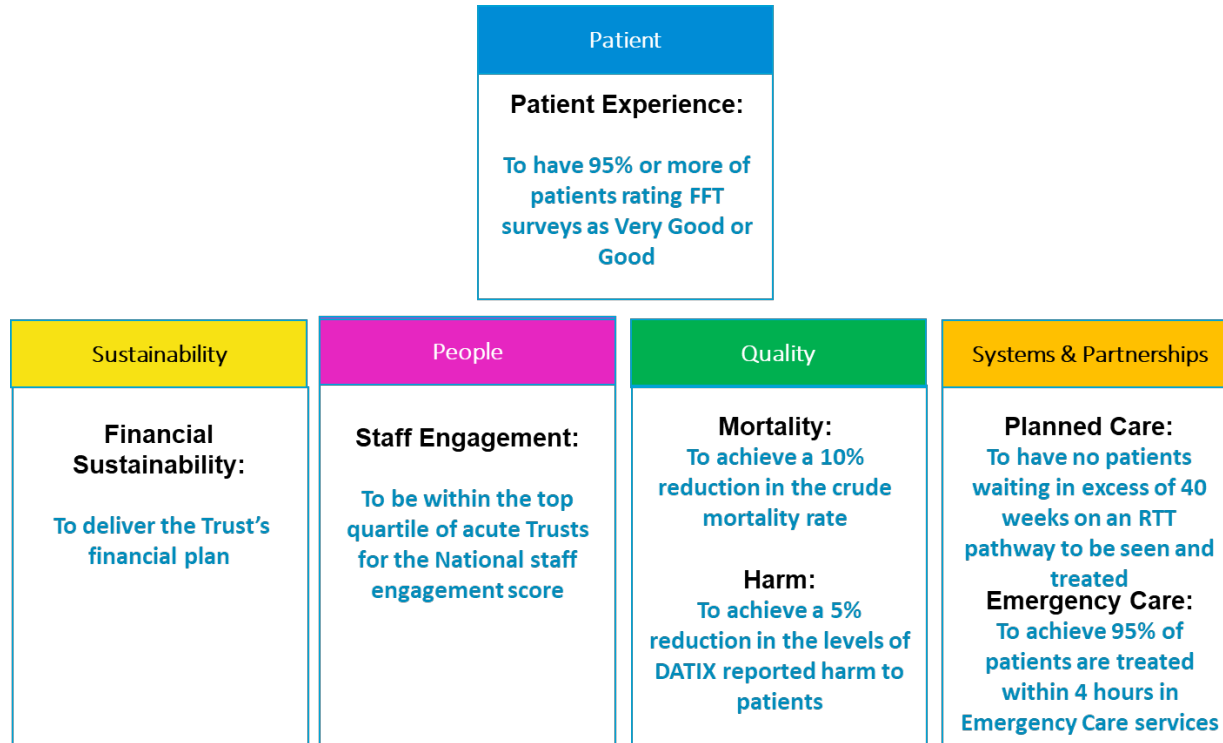 Patient
Patient Experience:
To have 95% or more of
patients rating FFT
surveys as Very Good or
Good
Sustainability
Financial
Sustainability:
To deliver the Trust's
financial plan
People
Staff Engagement:
To be within the top
quartile of acute Trusts
for the National staff
engagement score
Quality
Mortality:
To achieve a 10%
reduction in the crude
mortality rate
Harm:
To achieve a 5%
reduction in the levels of
DATIX reported harm to
patients
Systems & Partnerships
Planned Care:
To have no patients
waiting in excess of 40
weeks on an RTT
pathway to be seen and
treated
Emergency Care:
To achieve 95% of
patients are treated
within 4 hours in
Emergency Care services